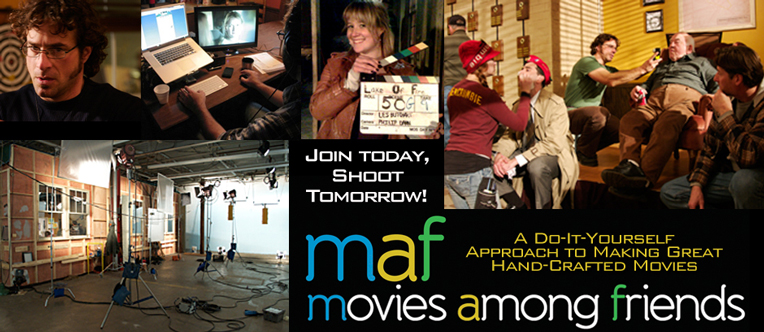 JOIN TODAY,
SHOOT
TOMORROW!
maf
A DO-IT-YOURSELF
APPROACH TO MAKING GREAT
HAND-CRAFTED MOVIES
movies among friends